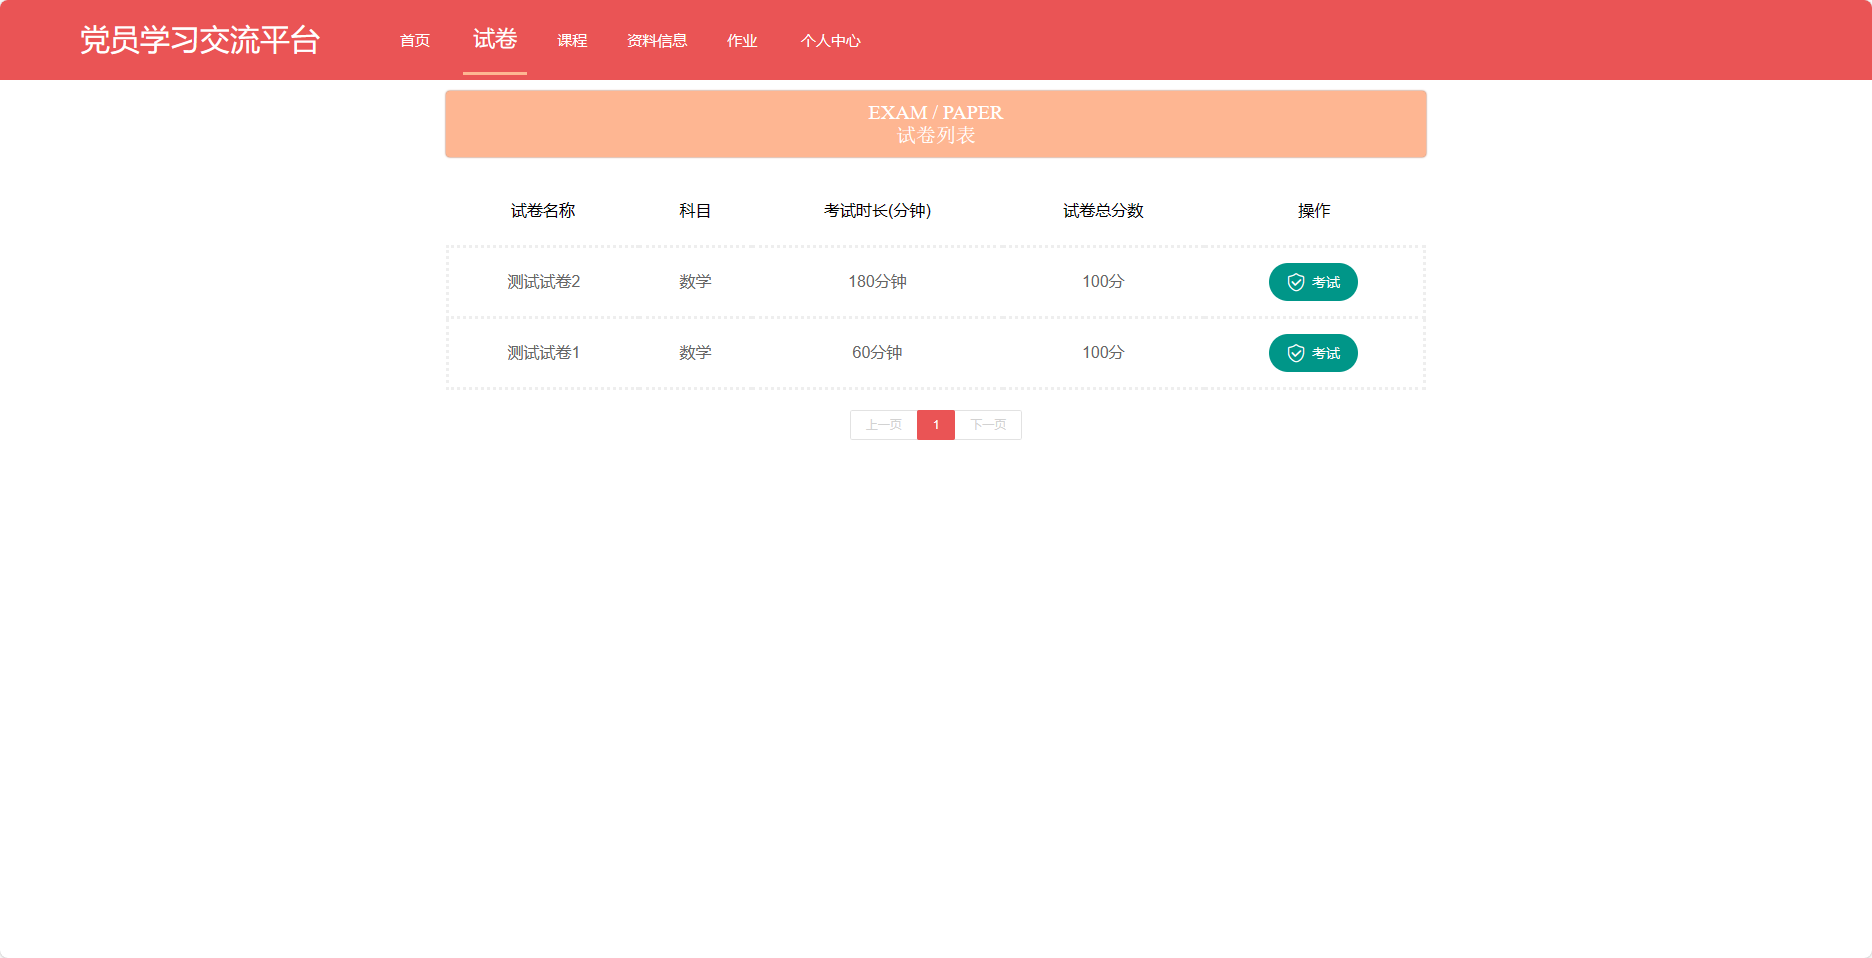 党员学习交流平台 首页 试卷 课程 资料信息 作业 个人中心
EXAM / PAPER
试卷列表
试卷名称 科目 考试时长(分钟) 试卷总分数 操作
测试试卷2 数学 180分钟 100分 考试
测试试卷1 数学 60分钟 100分 考试
上一页 1 下一页